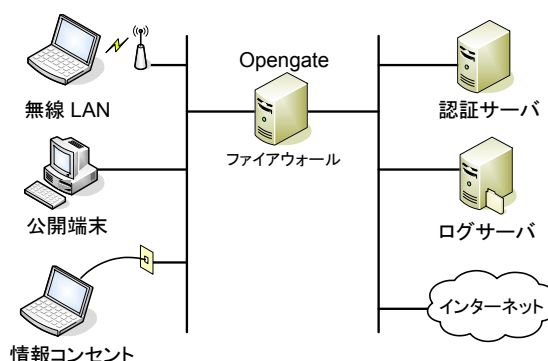 Opengate
ファイアウォール
無線 LAN
公開端末
情報コンセント
認証サーバ
ログサーバ
インターネット